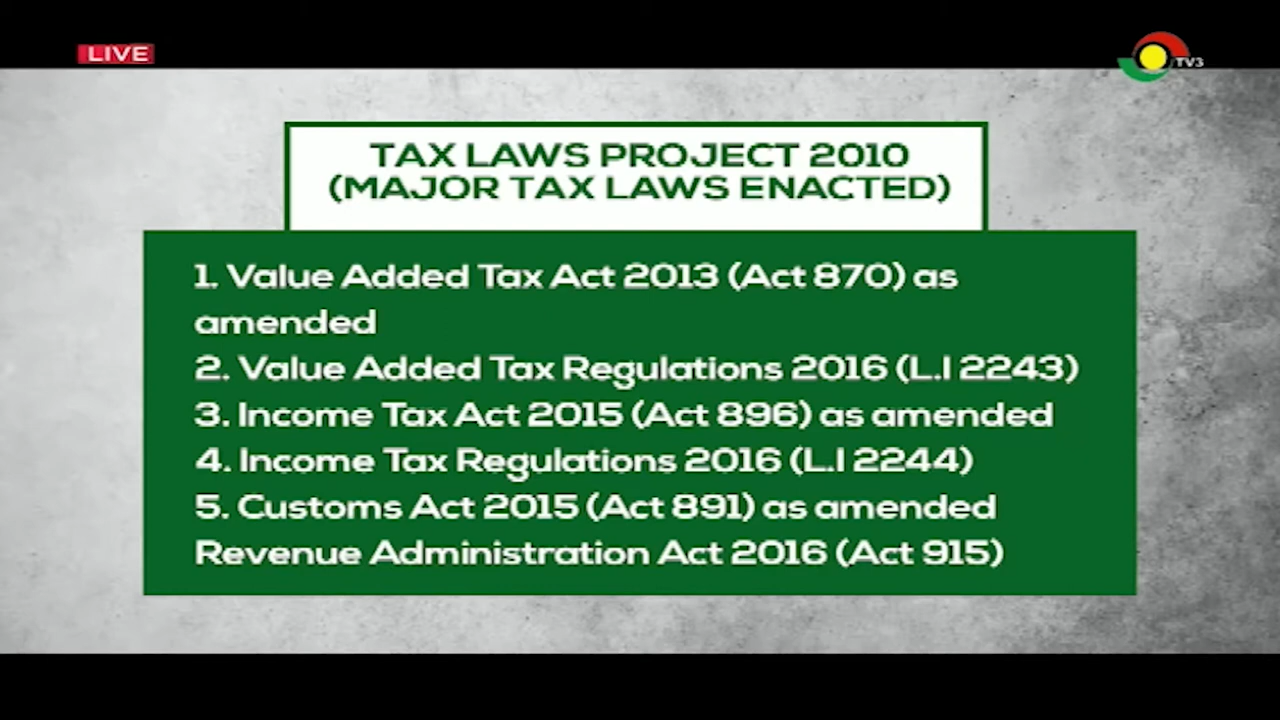 LIVE
TV3
TAX LAWS PROJECT 2010
(MAJOR TAX LAWS ENACTED)
1. Value Added Tax Act 2013 (Act 870) as
amended
2. Value Added Tax Regulations 2016 (L.I 2243)
3. Income Tax Act 2015 (Act 896) as amended
4. Income Tax Regulations 2016 (L.I 2244)
5. Customs Act 2015 (Act 891) as amended
Revenue Administration Act 2016 (Act 915)